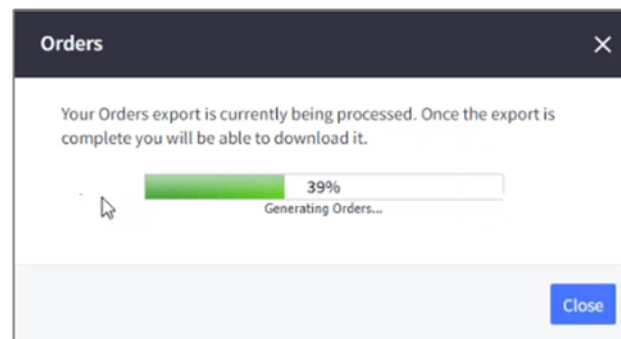 Orders
Your Orders export is currently being processed. Once the export is
complete you will be able to download it.
39%
Generating Orders...
Close